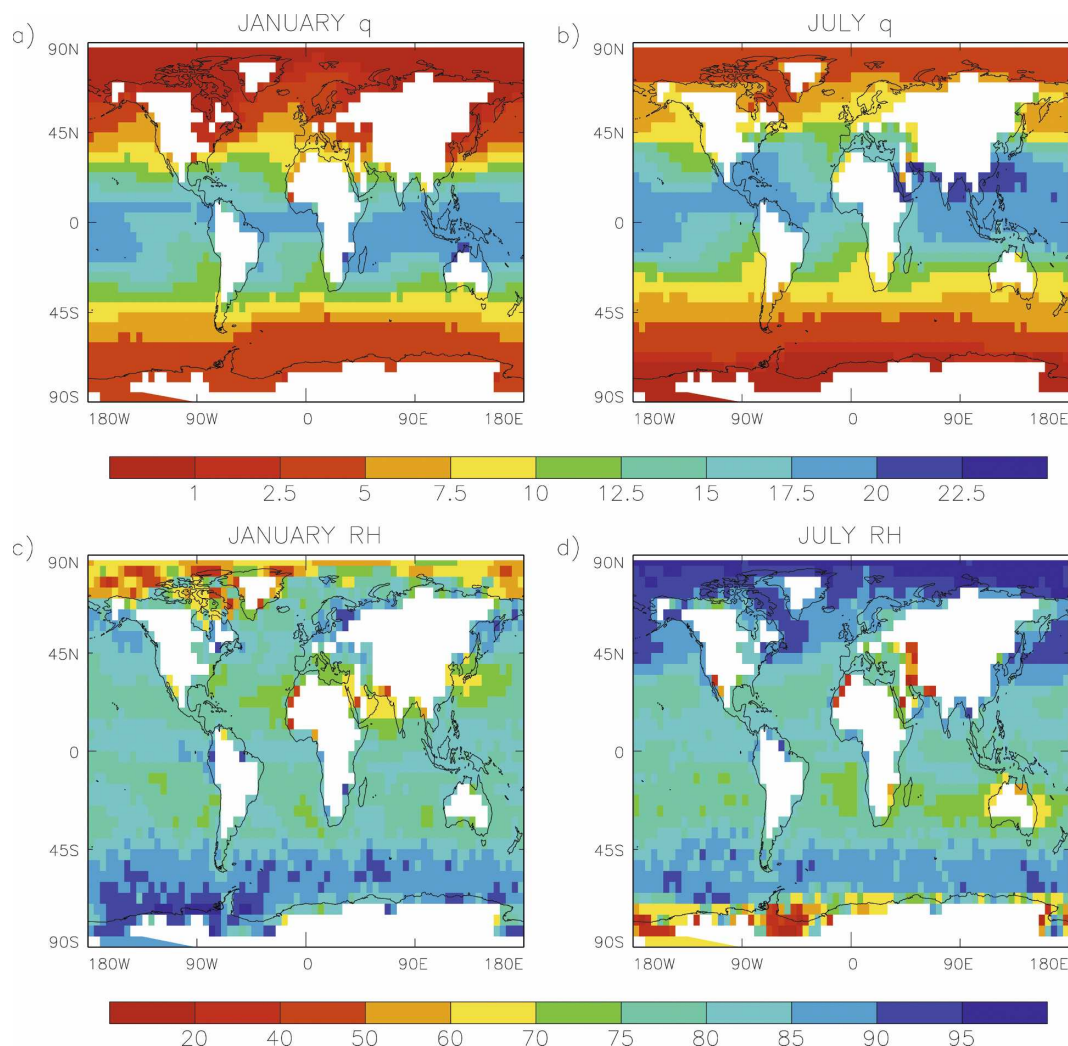 a) JANUARY q
b) JULY q
90N
45N
0
45S
90S
180W 90W 0 90E 180E
90N
45N
0
45S
90S
180W 90W 0 90E 180E
1 2.5 5 7.5 10 12.5 15 17.5 20 22.5
c) JANUARY RH
d) JULY RH
90N
45N
0
45S
90S
180W 90W 0 90E 180E
90N
45N
0
45S
90S
180W 90W 0 90E 180E
20 40 50 60 70 75 80 85 90 95